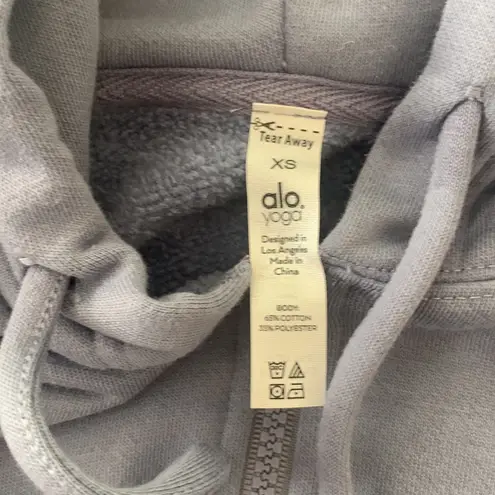 Tear Away
XS
alo®
yoga
Designed in
Los Angeles
Made in
China
BODY:
65% COTTON
35% POLYESTER